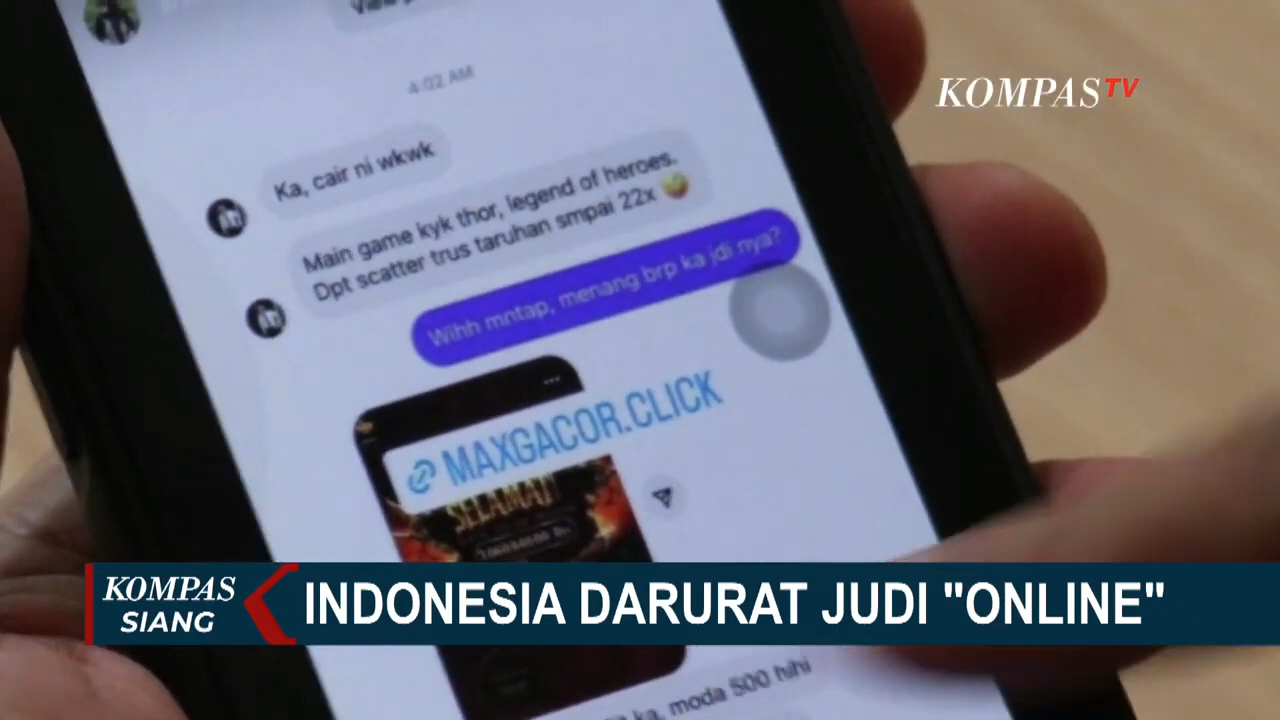 4:02 AM
KOMPASTV
Ka, cair ni wkwk
Main game kyk thor, legend of heroes.
Dpt scatter trus taruhan smpai 22x
Wihh mntap, menang brp ka jdi nya?
MAXGACOR.CLICK
SELAMAT
KOMPAS
SIANG
INDONESIA DARURAT JUDI "ONLINE"
ka, moda 500 hihi